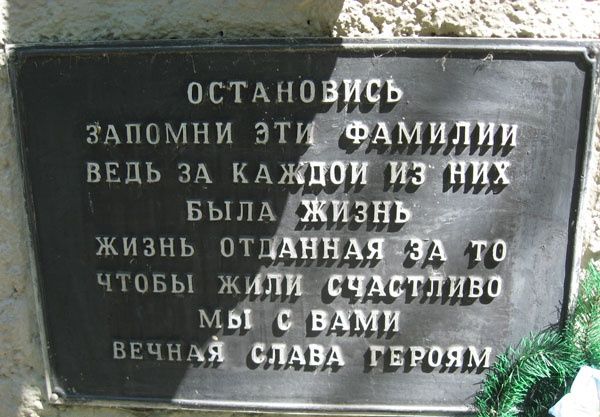 ОСТАНОВИСЬ
ЗАПОМНИ ЭТИ ФАМИЛИИ
ВЕДЬ ЗА КАЖДОИ ИЗ НИХ
БЫЛА ЖИЗНЬ
ЖИЗНЬ ОТДАННАЯ ЗА ТО
ЧТОБЫ ЖИЛИ СЧАСТЛИВО
МЫ С ВАМИ
ВЕЧНАЯ СЛАВА ГЕРОЯМ